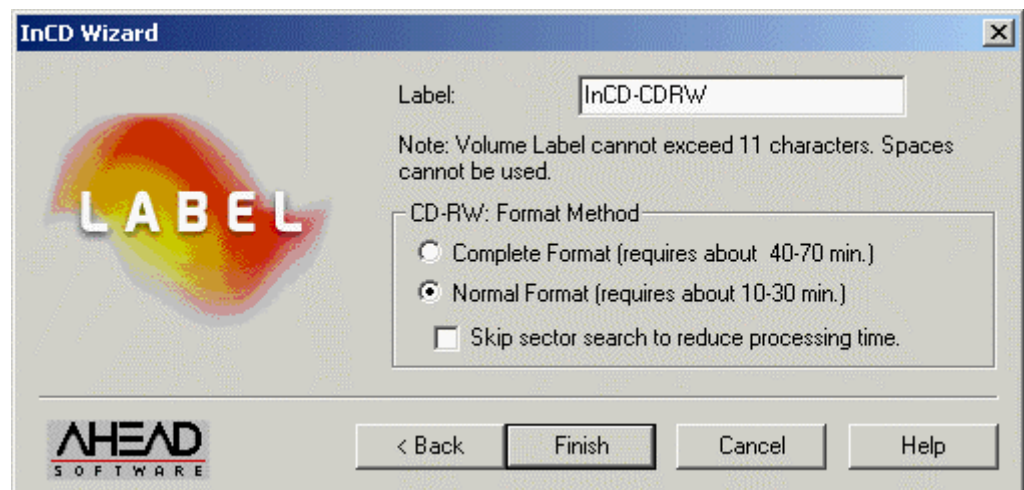 InCD Wizard
Label: InCD-CDRW
Note: Volume Label cannot exceed 11 characters. Spaces
cannot be used.
LABEL
CD-RW: Format Method
Complete Format (requires about  40-70 min.)
Normal Format (requires about 10-30 min.)
Skip sector search to reduce processing time.
AHEAD
SOFTWARE
< Back Finish Cancel Help